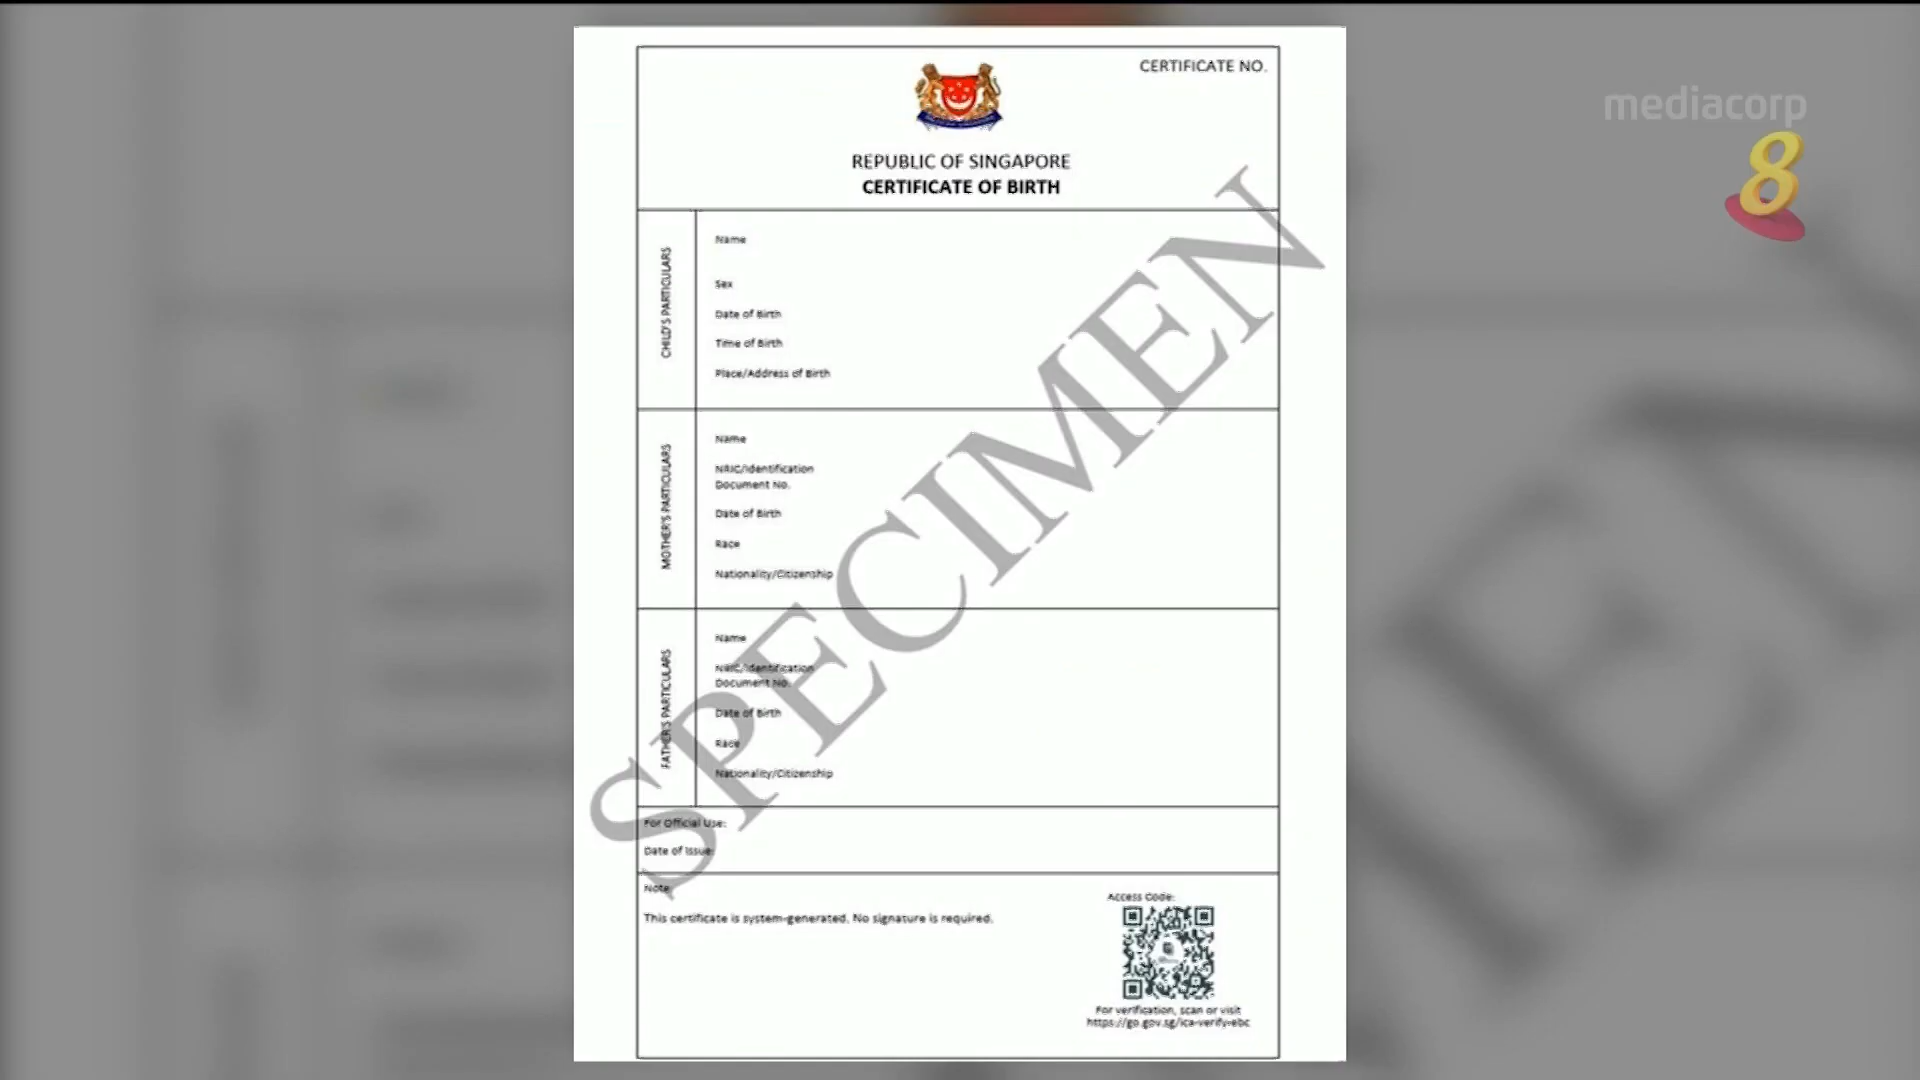 mediacorp
8
CERTIFICATE NO.
REPUBLIC OF SINGAPORE
CERTIFICATE OF BIRTH
CHILD'S PARTICULARS
Name
Sex
Date of Birth
Time of Birth
Place/Address of Birth
MOTHER'S PARTICULARS
Name
NRIC/Identification
Document No.
Date of Birth
Race
Nationality/Citizenship
FATHER'S PARTICULARS
Name
NRIC/Identification
Document No.
Date of Birth
Race
Nationality/Citizenship
SPECIMEN
For Official Use:
Date of Issue:
Note:
This certificate is system-generated. No signature is required.
Access Code:
For verification, scan or visit
https://go.gov.sg/ica-verify-ebc